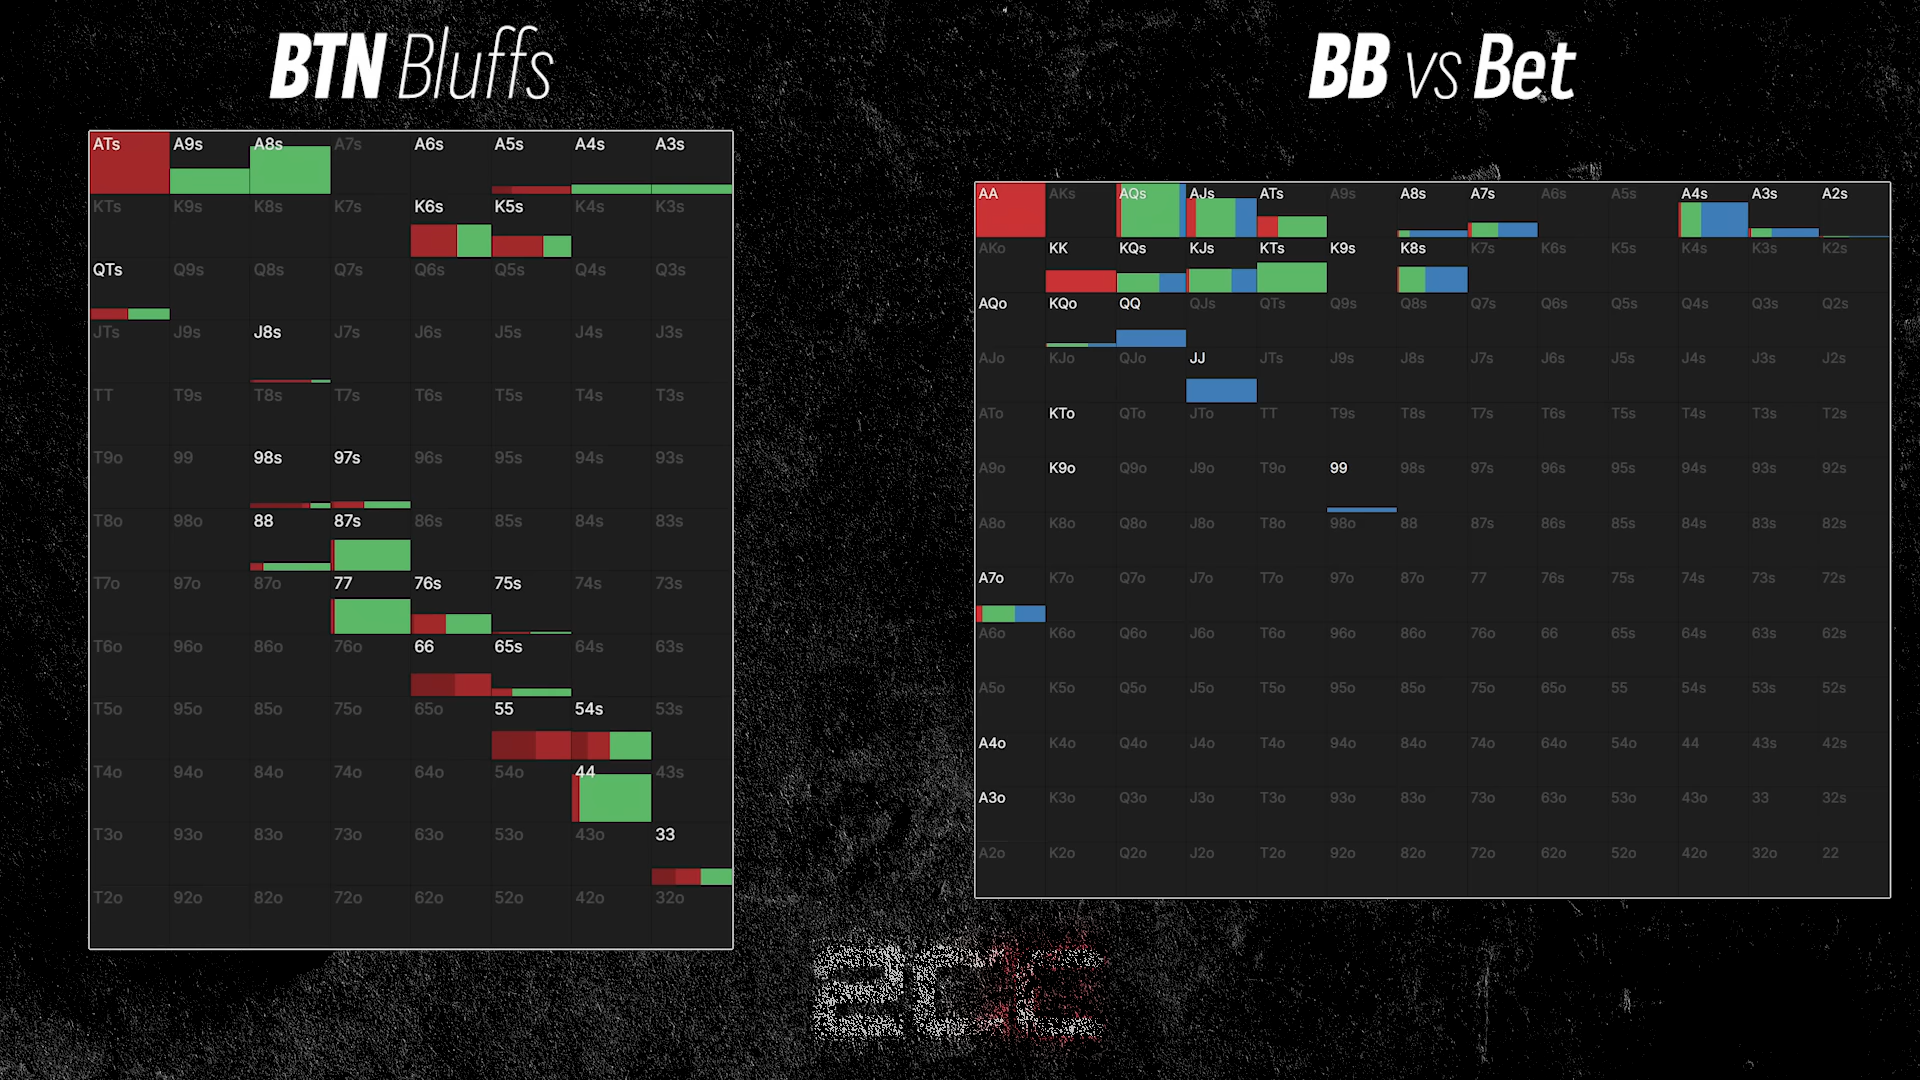 BTN Bluffs
ATs A9s A8s A7s A6s A5s A4s A3s
KTs K9s K8s K7s K6s K5s K4s K3s
QTs Q9s Q8s Q7s Q6s Q5s Q4s Q3s
JTs J9s J8s J7s J6s J5s J4s J3s
TT T9s T8s T7s T6s T5s T4s T3s
T9o 99 98s 97s 96s 95s 94s 93s
T8o 98o 88 87s 86s 85s 84s 83s
T7o 97o 87o 77 76s 75s 74s 73s
T6o 96o 86o 76o 66 65s 64s 63s
T5o 95o 85o 75o 65o 55 54s 53s
T4o 94o 84o 74o 64o 54o 44 43s
T3o 93o 83o 73o 63o 53o 43o 33
T2o 92o 82o 72o 62o 52o 42o 32o
BB vs Bet
AA AKs AQs AJs ATs A9s A8s A7s A6s A5s A4s A3s A2s
AKo KK KQs KJs KTs K9s K8s K7s K6s K5s K4s K3s K2s
AQo KQo QQ QJs QTs Q9s Q8s Q7s Q6s Q5s Q4s Q3s Q2s
AJo KJo QJo JJ JTs J9s J8s J7s J6s J5s J4s J3s J2s
ATo KTo QTo JTo TT T9s T8s T7s T6s T5s T4s T3s T2s
A9o K9o Q9o J9o T9o 99 98s 97s 96s 95s 94s 93s 92s
A8o K8o Q8o J8o T8o 98o 88 87s 86s 85s 84s 83s 82s
A7o K7o Q7o J7o T7o 97o 87o 77 76s 75s 74s 73s 72s
A6o K6o Q6o J6o T6o 96o 86o 76o 66 65s 64s 63s 62s
A5o K5o Q5o J5o T5o 95o 85o 75o 65o 55 54s 53s 52s
A4o K4o Q4o J4o T4o 94o 84o 74o 64o 54o 44 43s 42s
A3o K3o Q3o J3o T3o 93o 83o 73o 63o 53o 43o 33 32s
A2o K2o Q2o J2o T2o 92o 82o 72o 62o 52o 42o 32o 22